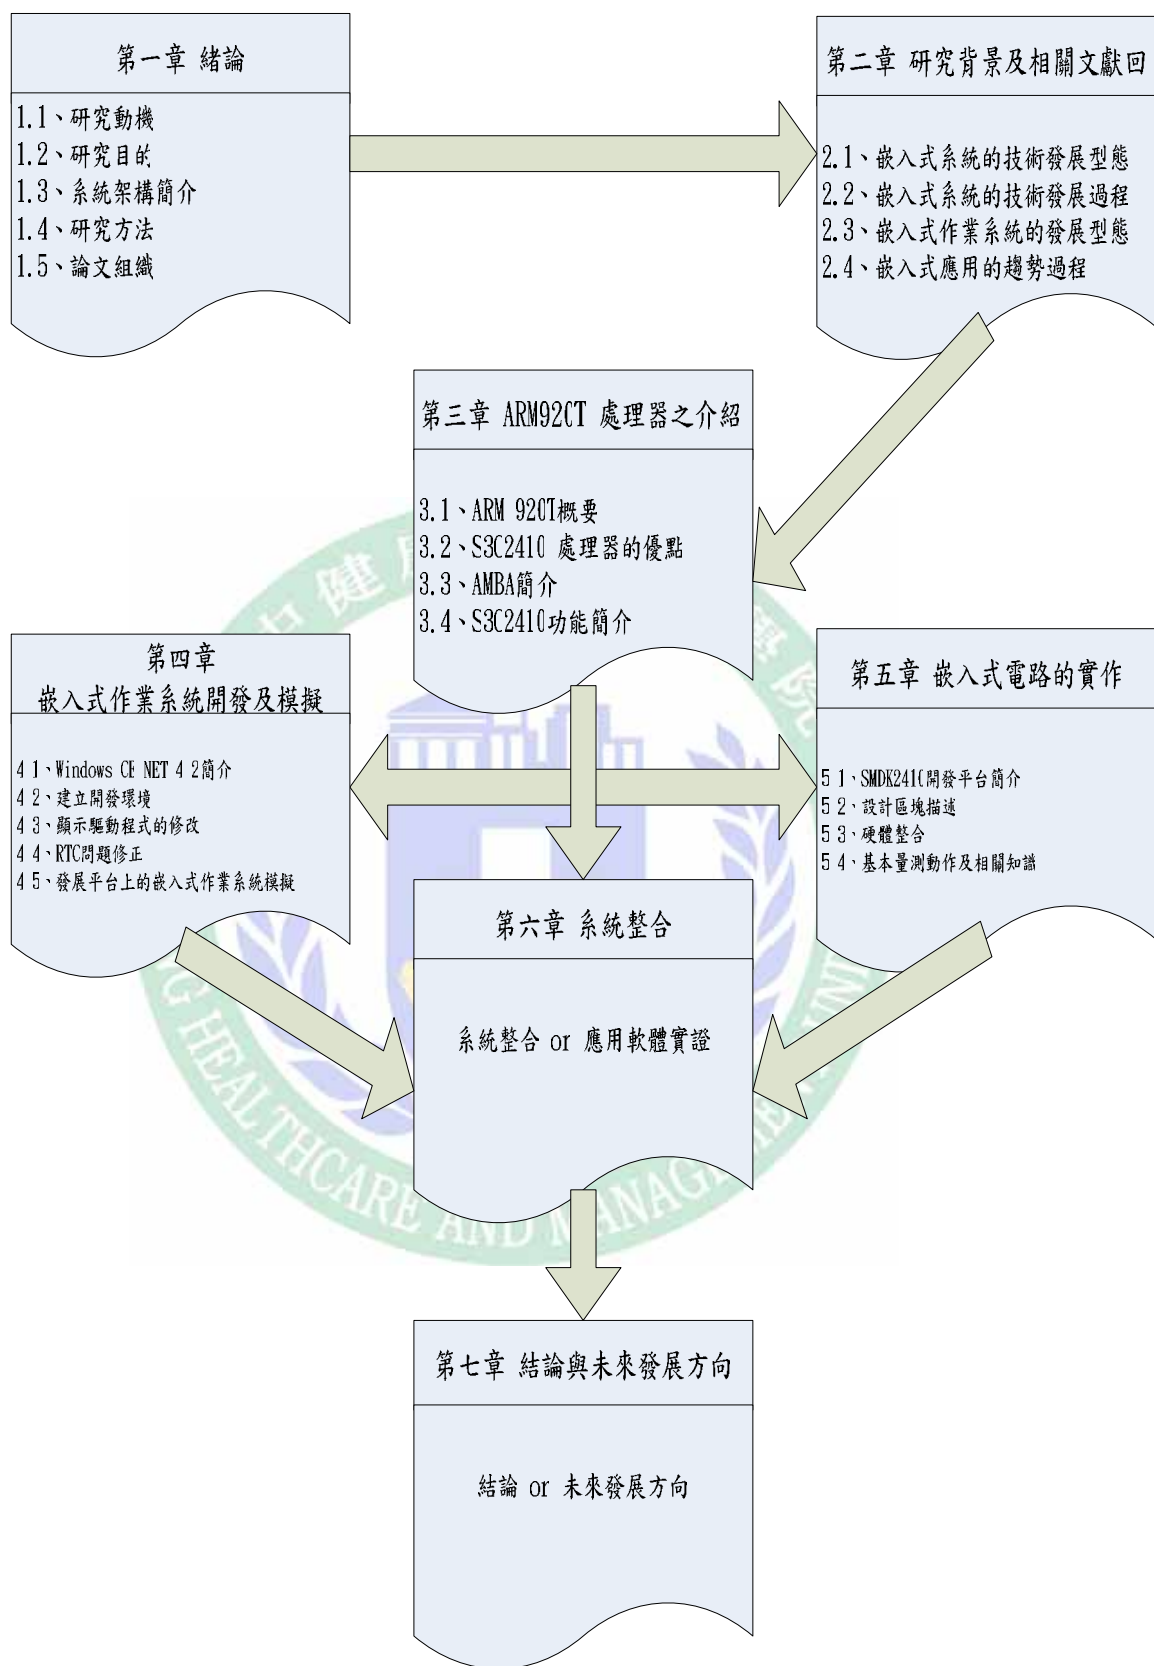 第一章 緒論
1.1、研究動機
1.2、研究目的
1.3、系統架構簡介
1.4、研究方法
1.5、論文組織
第二章 研究背景及相關文獻回
2.1、嵌入式系統的技術發展型態
2.2、嵌入式系統的技術發展過程
2.3、嵌入式作業系統的發展型態
2.4、嵌入式應用的趨勢過程
第三章 ARM920T 處理器之介紹
3.1、ARM 920T概要
3.2、S3C2410 處理器的優點
3.3、AMBA簡介
3.4、S3C2410功能簡介
第四章
嵌入式作業系統開發及模擬
4 1、Windows CE NET 4 2簡介
4 2、建立開發環境
4 3、顯示驅動程式的修改
4 4、RTC問題修正
4 5、發展平台上的嵌入式作業系統模擬
第五章 嵌入式電路的實作
5 1、SMDK2410開發平台簡介
5 2、設計區塊描述
5 3、硬體整合
5 4、基本量測動作及相關知識
第六章 系統整合
系統整合 or 應用軟體實證
第七章 結論與未來發展方向
結論 or 未來發展方向
HEALTHCARE AND MANAGEMENT